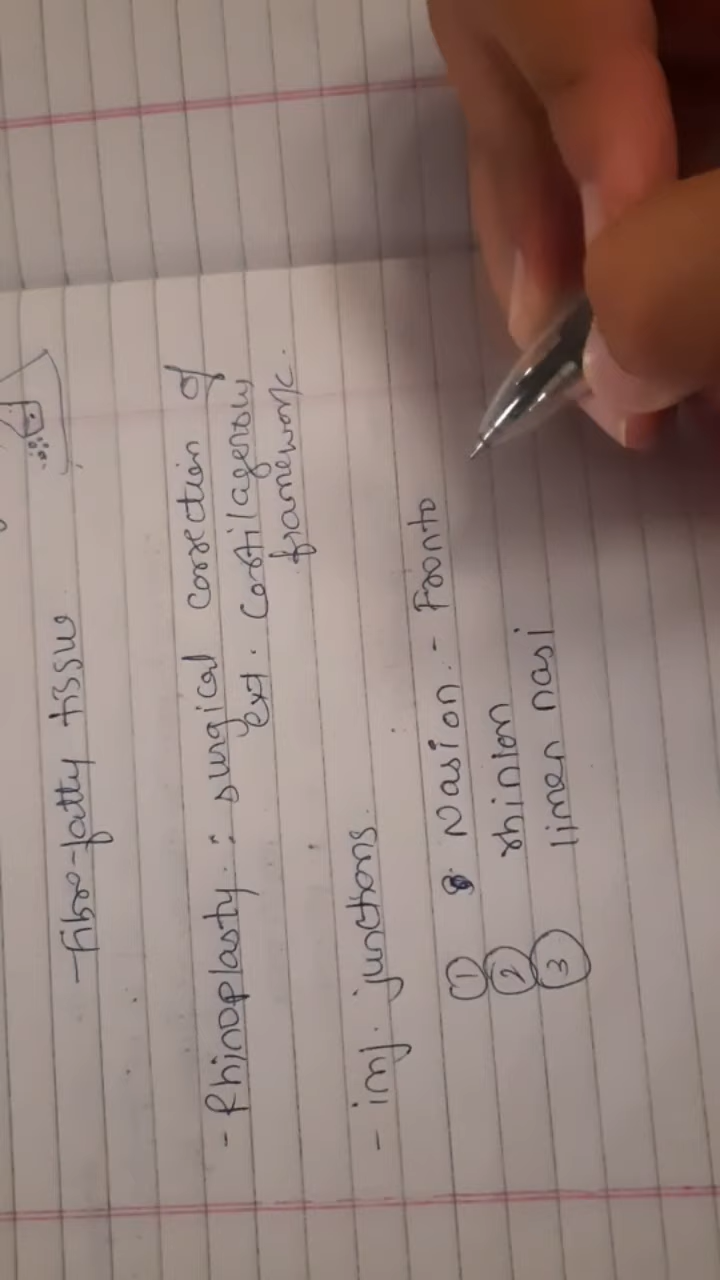 fibro-fatty tissue
- Rhinoplasty : surgical correction of
ext. Cartilagenous
framework.
- imj. junctions.
① Nasion - Fronto
② rhinion
③ limen nasi